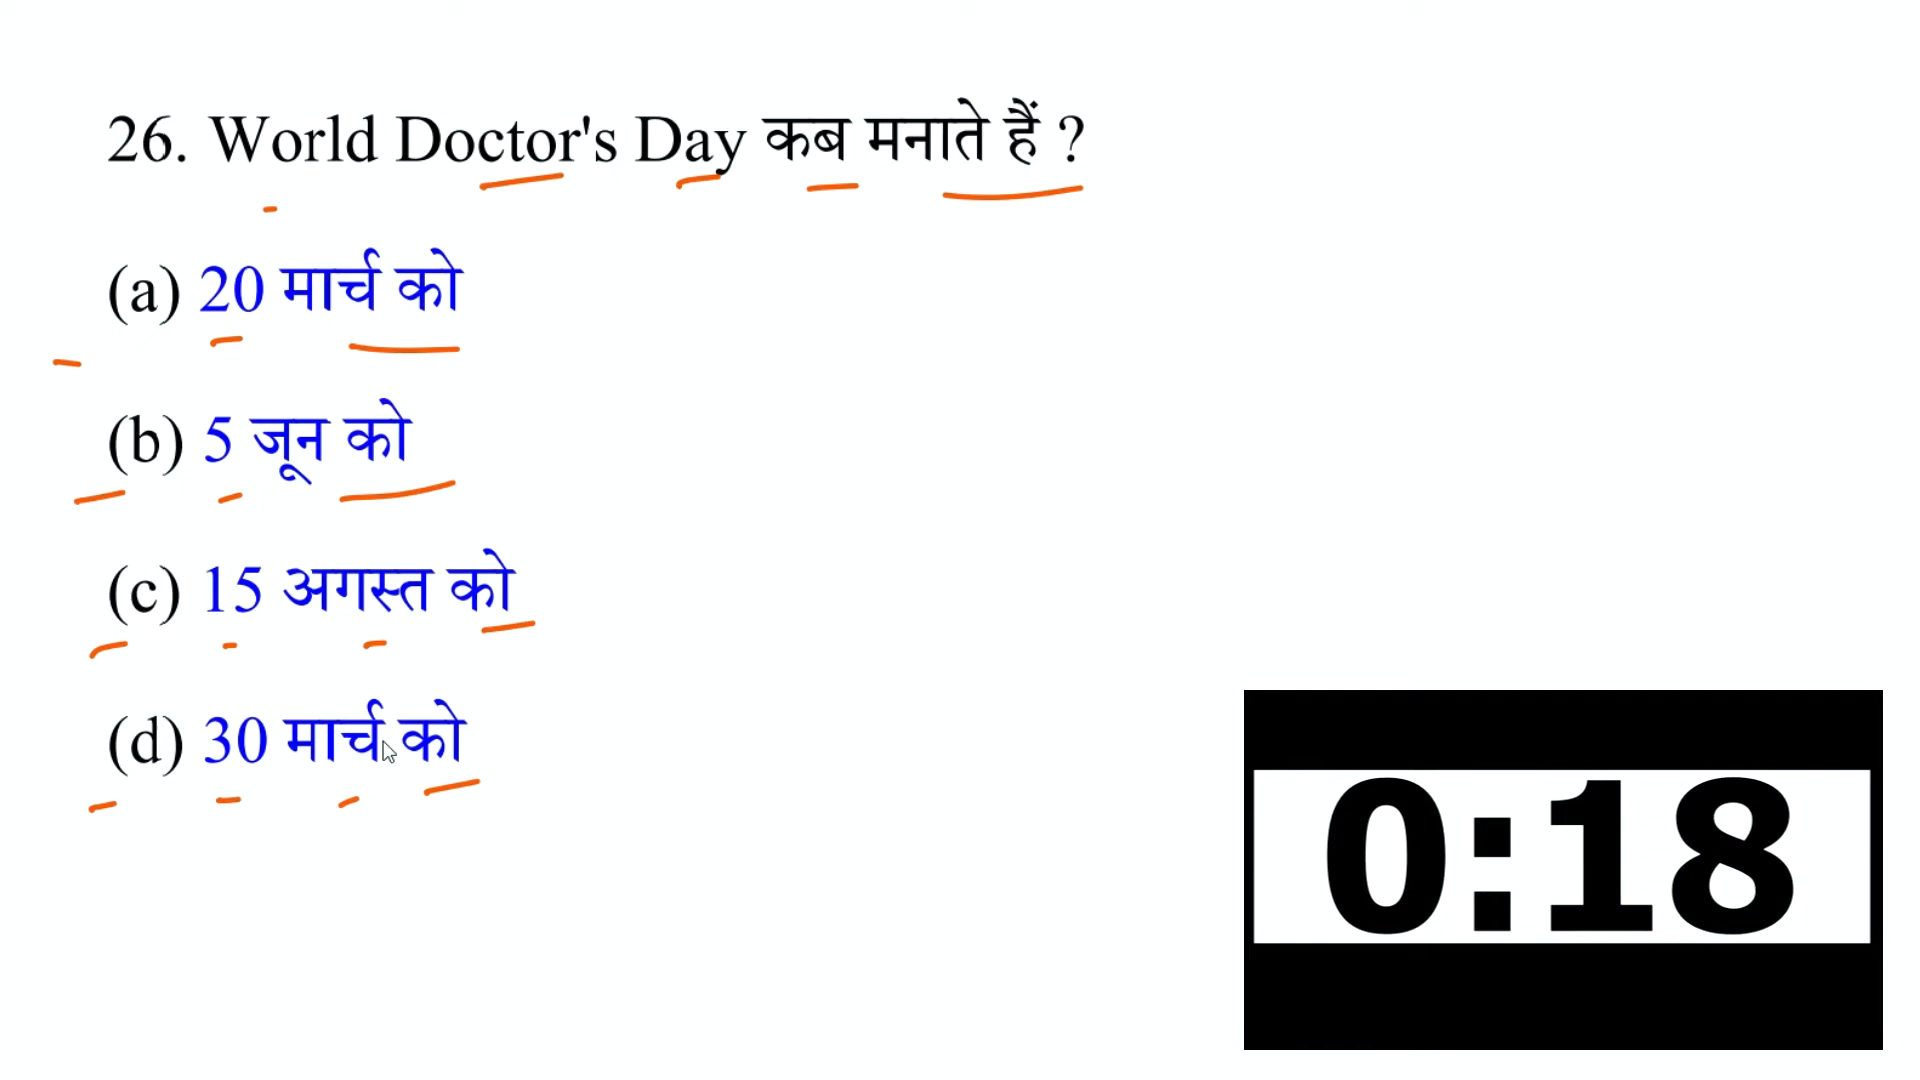 26. World Doctor's Day कब मनाते हैं ?
(a) 20 मार्च को
(b) 5 जून को
(c) 15 अगस्त को
(d) 30 मार्च को
0:18